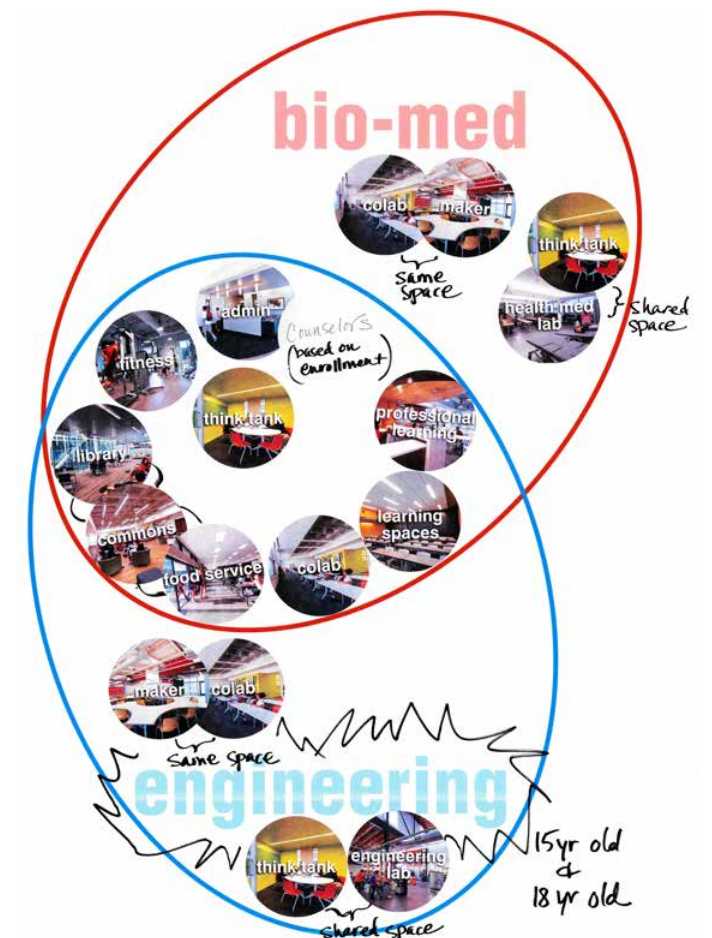 bio-med
colab
maker
same
space
think tank
health:med
lab
} shared
space
admin
Counselors
(based on
enrollment)
fitness
think tank
professional
learning
library
learning
spaces
commons
food service
colab
maker
colab
same space
engineering
think tank
engineering
lab
shared space
15yr old
&
18 yr old